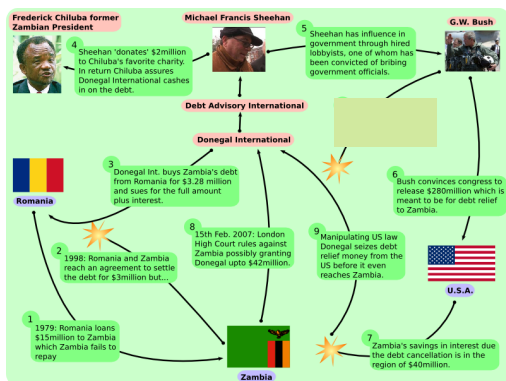 Frederick Chiluba former
Zambian President
Michael Francis Sheehan
G.W. Bush
4
Sheehan 'donates' $2million
to Chiluba's favorite charity.
In return Chiluba assures
Donegal International cashes
in on the debt.
5
Sheehan has influence in
government through hired
lobbyists, one of whom has
been convicted of bribing
government officials.
Debt Advisory International
Donegal International
3
Donegal Int. buys Zambia's debt
from Romania for $3.28 million
and sues for the full amount
plus interest.
Romania
6
Bush convinces congress to
release $280million which is
meant to be for debt relief
to Zambia.
2
1998: Romania and Zambia
reach an agreement to settle
the debt for $3million but...
8
15th Feb. 2007: London
High Court rules against
Zambia possibly granting
Donegal upto $42million.
9
Manipulating US law
Donegal seizes debt
relief money from the
US before it even
reaches Zambia.
U.S.A.
1
1979: Romania loans
$15million to Zambia
which Zambia fails to
repay
7
Zambia's savings in interest due
the debt cancellation is in the
region of $40million.
Zambia